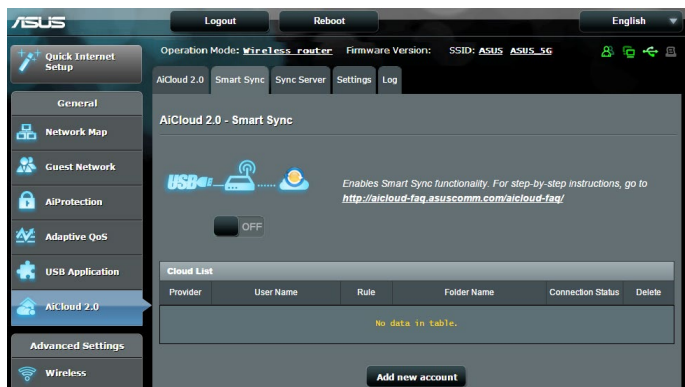 ASUS
Logout
Reboot
English
Quick Internet
Setup
Operation Mode: Wireless router Firmware Version: SSID: ASUS ASUS_5G
AiCloud 2.0
Smart Sync
Sync Server
Settings
Log
General
Network Map
Guest Network
AiProtection
Adaptive QoS
USB Application
AiCloud 2.0
Advanced Settings
Wireless
AiCloud 2.0 - Smart Sync
USB
Enables Smart Sync functionality. For step-by-step instructions, go to
http://aicloud-faq.asuscomm.com/aicloud-faq/
OFF
Cloud List
Provider User Name Rule Folder Name Connection Status Delete
No data in table.
Add new account